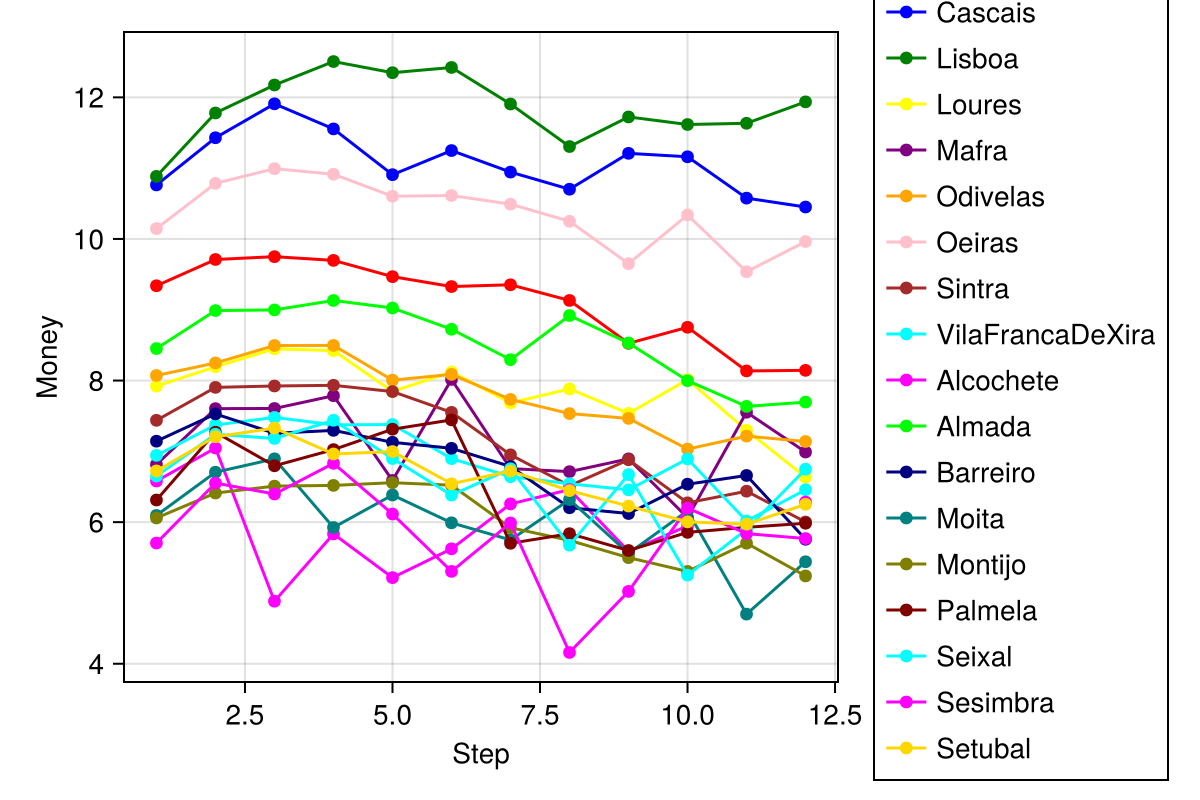 Cascais
Lisboa
Loures
Mafra
Odivelas
Oeiras
Sintra
VilaFrancaDeXira
Alcochete
Almada
Barreiro
Moita
Montijo
Palmela
Seixal
Sesimbra
Setubal
Money
12
10
8
6
4
2.5 5.0 7.5 10.0 12.5
Step